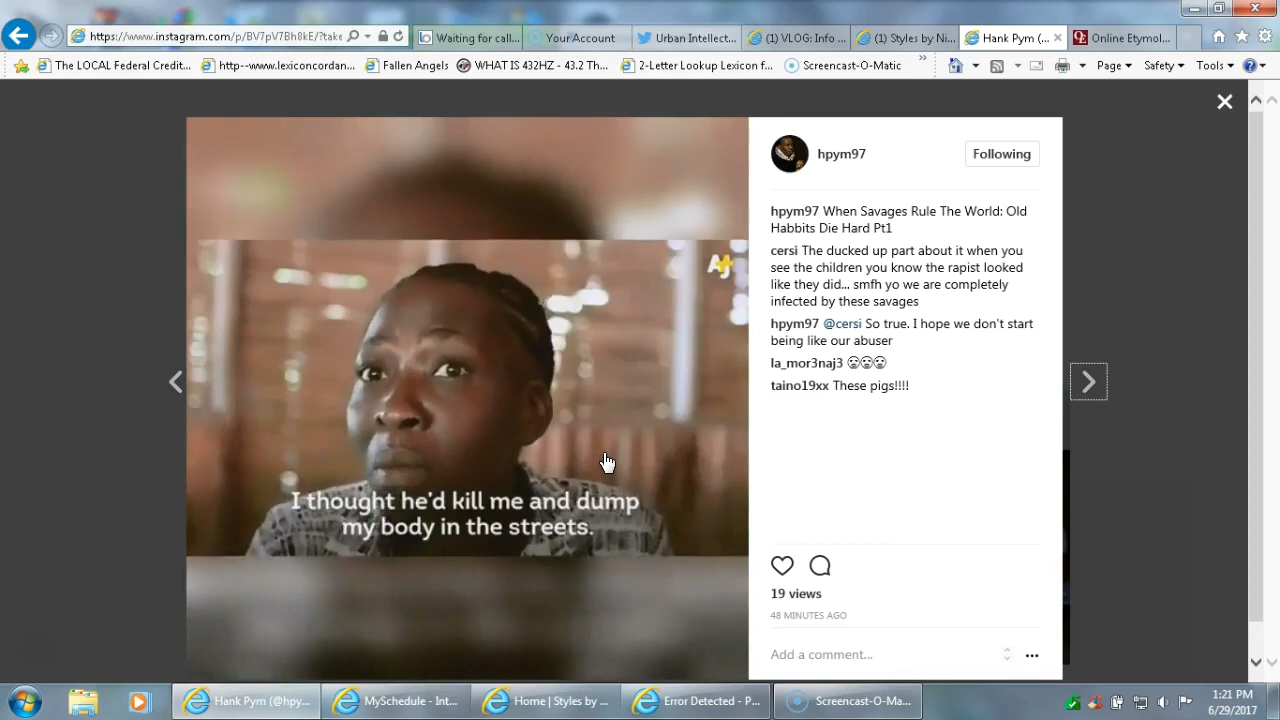 https://www.instagram.com/p/BV7pV7Bh8kE/?take
Waiting for call...
Your Account
Urban Intellect...
(1) VLOG: Info ...
(1) Styles by Ni...
Hank Pym (...
Online Etymol...
The LOCAL Federal Credit...
http--www.lexiconcordan...
Fallen Angels
WHAT IS 432HZ - 43.2 Th...
2-Letter Lookup Lexicon f...
Screencast-O-Matic
Page
Safety
Tools
hpym97
Following
hpym97 When Savages Rule The World: Old
Habbits Die Hard Pt1
cersi The ducked up part about it when you
see the children you know the rapist looked
like they did... smfh yo we are completely
infected by these savages
hpym97 @cersi So true. I hope we don't start
being like our abuser
la_mor3naj3
taino19xx These pigs!!!!
AJ+
I thought he'd kill me and dump
my body in the streets.
19 views
48 MINUTES AGO
Add a comment...
Hank Pym (@hpy...
MySchedule - Int...
Home | Styles by ...
Error Detected - P...
Screencast-O-Ma...
1:21 PM
6/29/2017